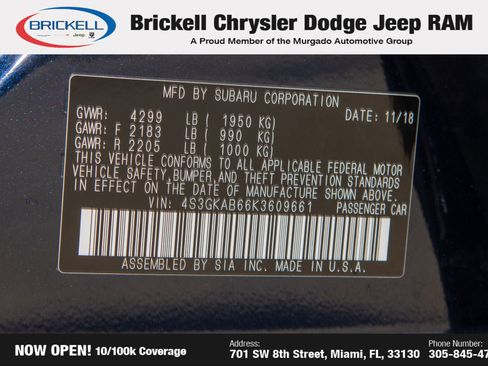 BRICKELL
Brickell Chrysler Dodge Jeep RAM
A Proud Member of the Murgado Automotive Group
MFD BY SUBARU CORPORATION
GVWR: 4299 LB ( 1950 KG) DATE: 11/18
GAWR: F 2183 LB ( 990 KG)
GAWR: R 2205 LB ( 1000 KG)
THIS VEHICLE CONFORMS TO ALL APPLICABLE FEDERAL MOTOR
VEHICLE SAFETY, BUMPER, AND THEFT PREVENTION STANDARDS
IN EFFECT ON THE DATE OF MANUFACTURE SHOWN ABOVE.
VIN: 4S3GKAB66K3609661 PASSENGER CAR
ASSEMBLED BY SIA INC. MADE IN U.S.A.
NOW OPEN! 10/100k Coverage
Address:
701 SW 8th Street, Miami, FL, 33130
Phone Number:
305-845-47